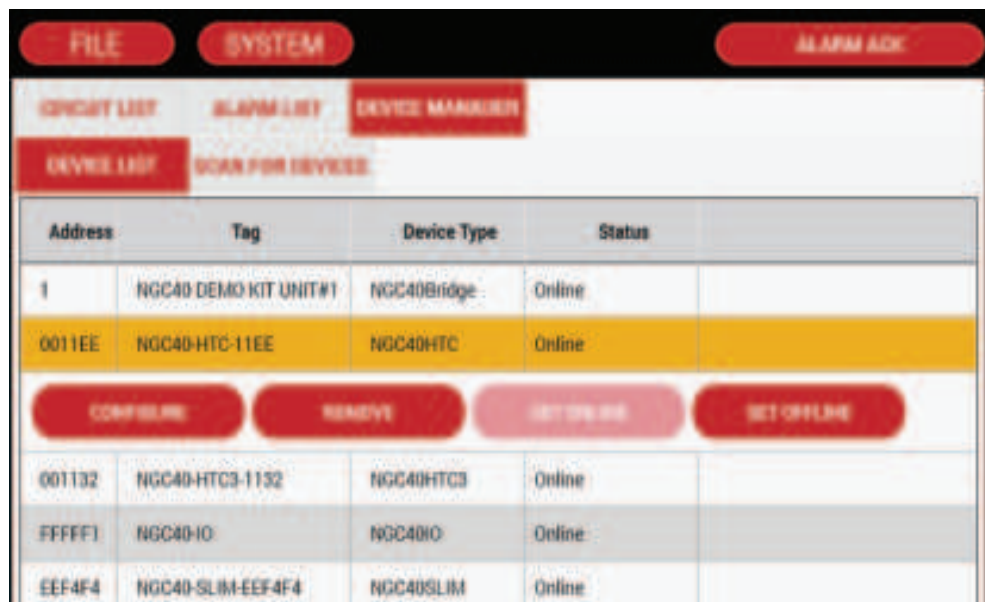 FILE SYSTEM ALARM ACK
CIRCUIT LIST ALARM LIST DEVICE MANAGER
DEVICE LIST SCAN FOR DEVICES
Address Tag Device Type Status
1 NGC40 DEMO KIT UNIT#1 NGC40Bridge Online
0011EE NGC40-HTC-11EE NGC40HTC Online
CONFIGURE REMOVE SET ONLINE SET OFFLINE
001132 NGC40-HTC3-1132 NGC40HTC3 Online
FFFFF1 NGC40-IO NGC40IO Online
EEF4F4 NGC40-SLIM-EEF4F4 NGC40SLIM Online